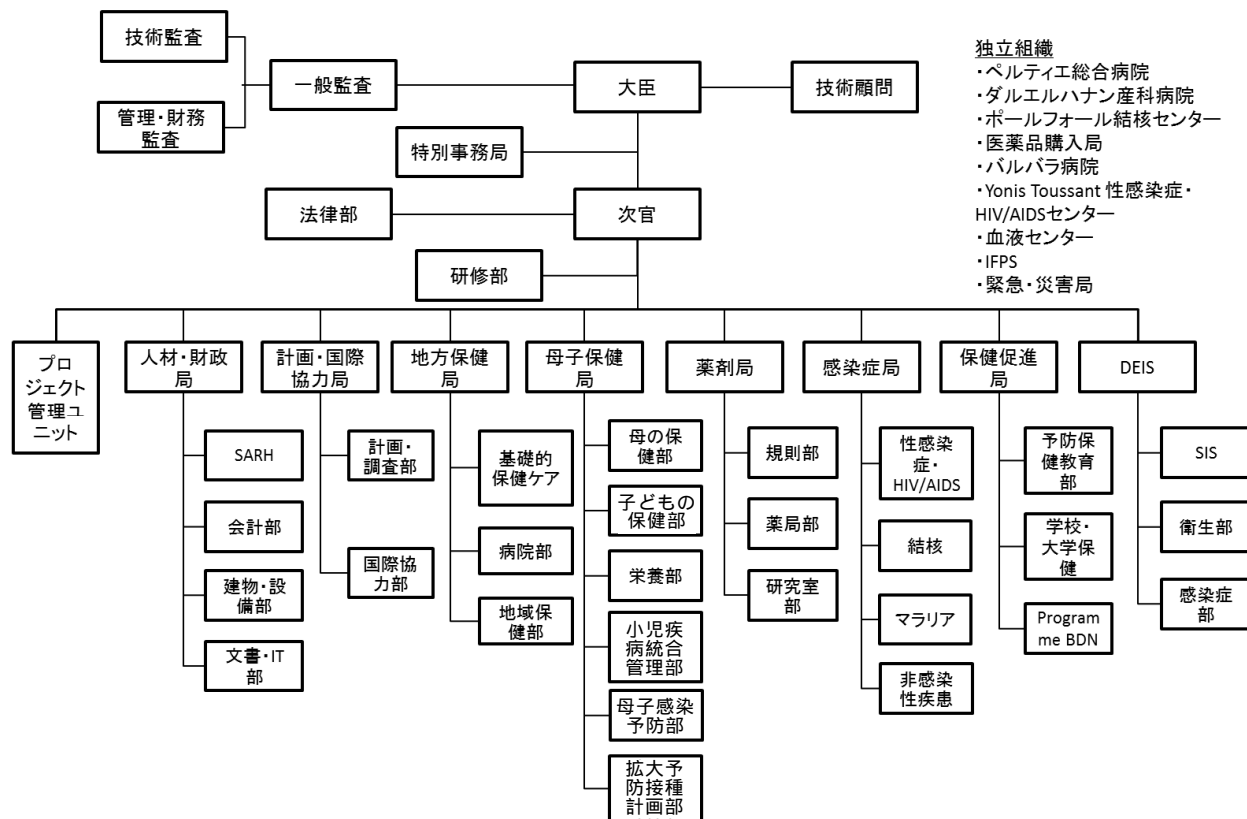 技術監査
一般監査
大臣
技術顧問
管理・財務
監査
特別事務局
法律部
次官
研修部
独立組織
・ペルティエ総合病院
・ダルエルハナン産科病院
・ポールフォール結核センター
・医薬品購入局
・バルバラ病院
・Yonis Toussant 性感染症・
HIV/AIDSセンター
・血液センター
・IFPS
・緊急・災害局
プロ
ジェクト
管理ユ
ニット
人材・財政
局
計画・国際
協力局
地方保健
局
母子保健
局
薬剤局
感染症局
保健促進
局
DEIS
SARH
会計部
建物・設
備部
文書・IT
部
計画・
調査部
国際協
力部
基礎的
保健ケア
病院部
地域保
健部
母の保
健部
子どもの
保健部
栄養部
小児疾
病統合
管理部
母子感染
予防部
拡大予
防接種
計画部
規則部
薬局部
研究室
部
性感染
症・
HIV/AIDS
結核
マラリア
非感染
性疾患
予防保
健教育
部
学校・
大学保
健
Program
me BDN
SIS
衛生部
感染症
部